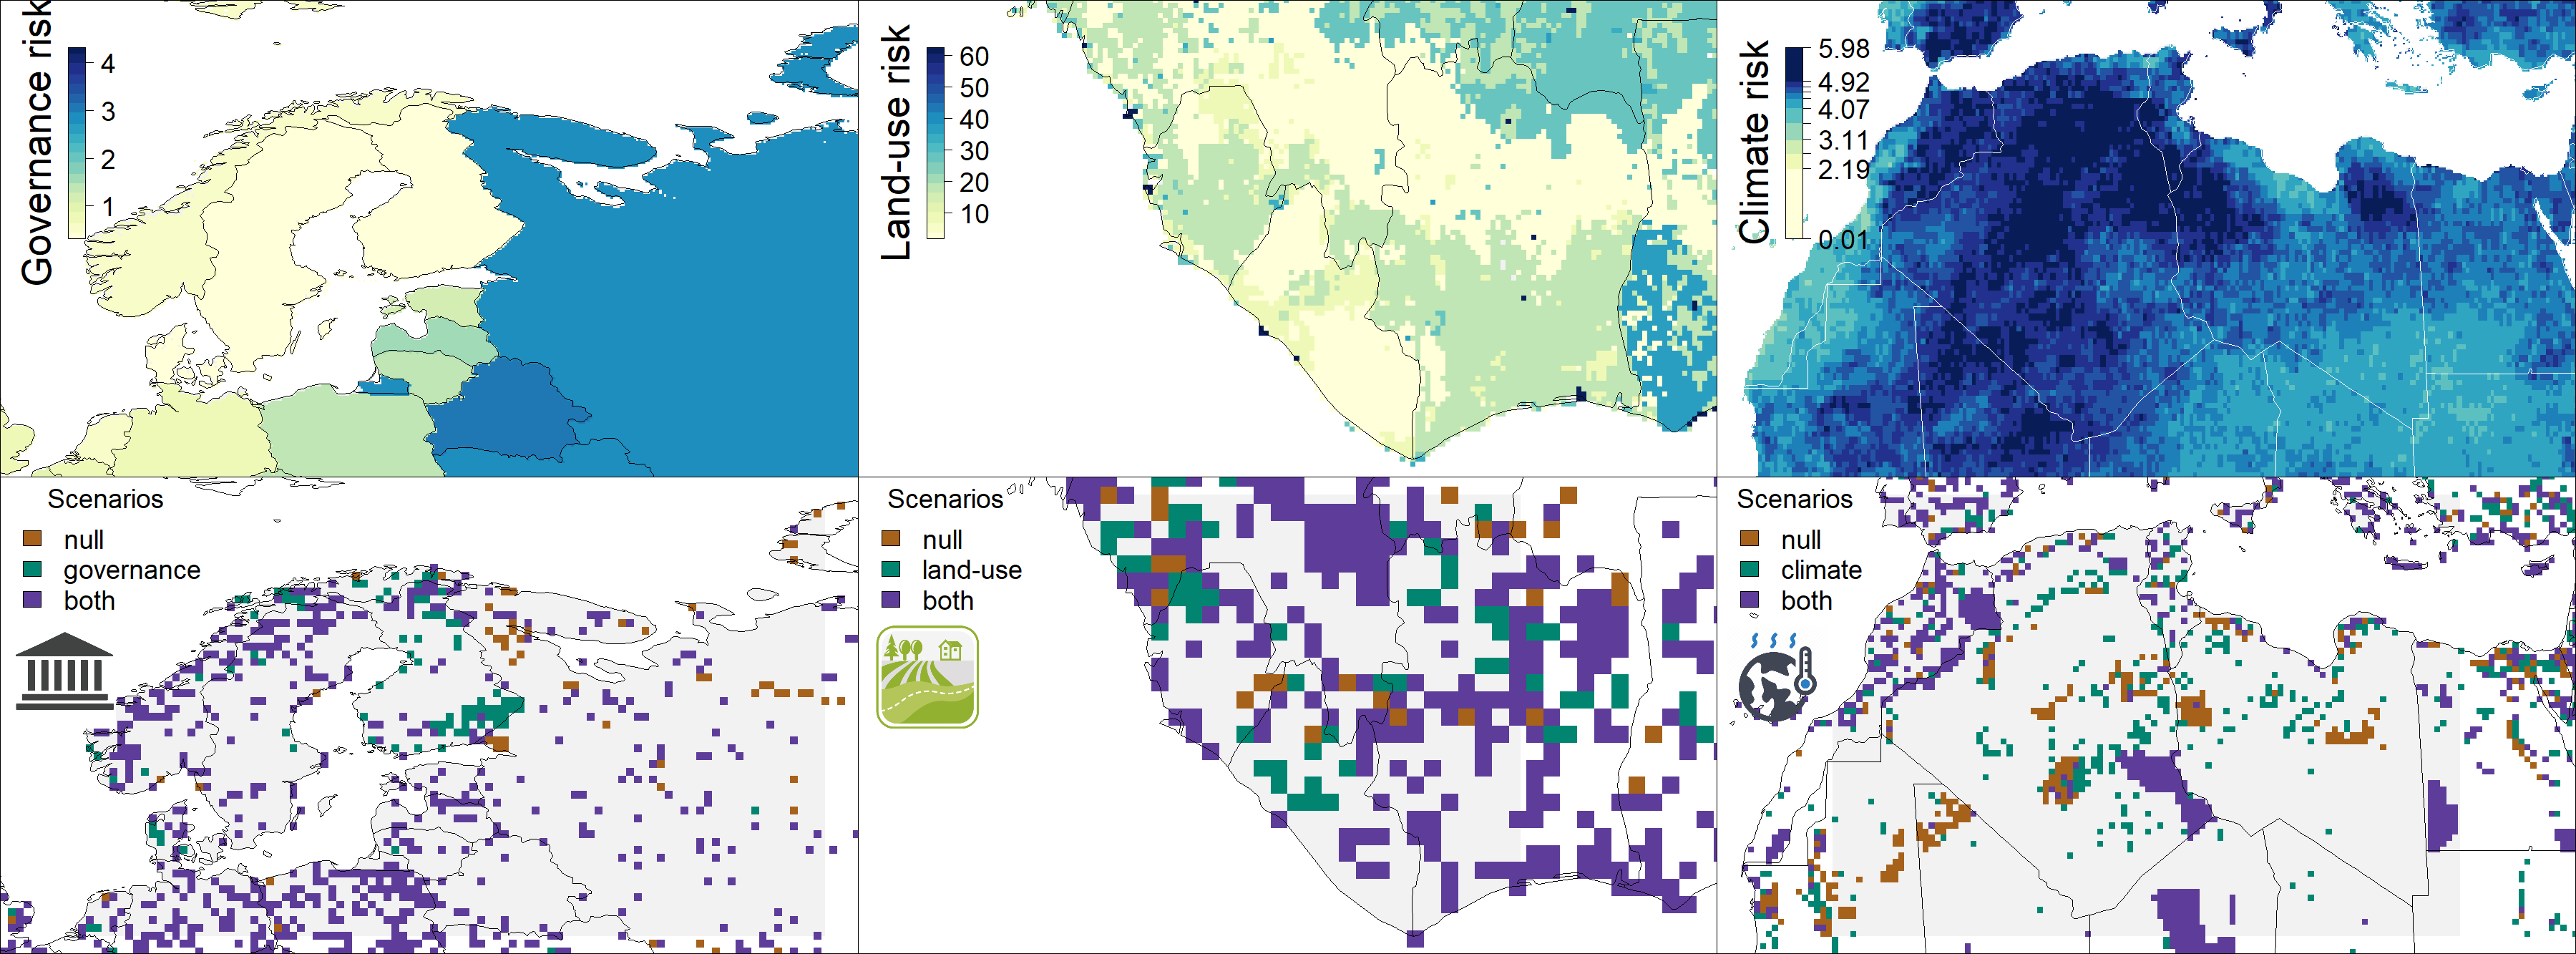 Governance risk
4
3
2
1
Land-use risk
60
50
40
30
20
10
Climate risk
5.98
4.92
4.07
3.11
2.19
0.01
Scenarios
null
governance
both
Scenarios
null
land-use
both
Scenarios
null
climate
both